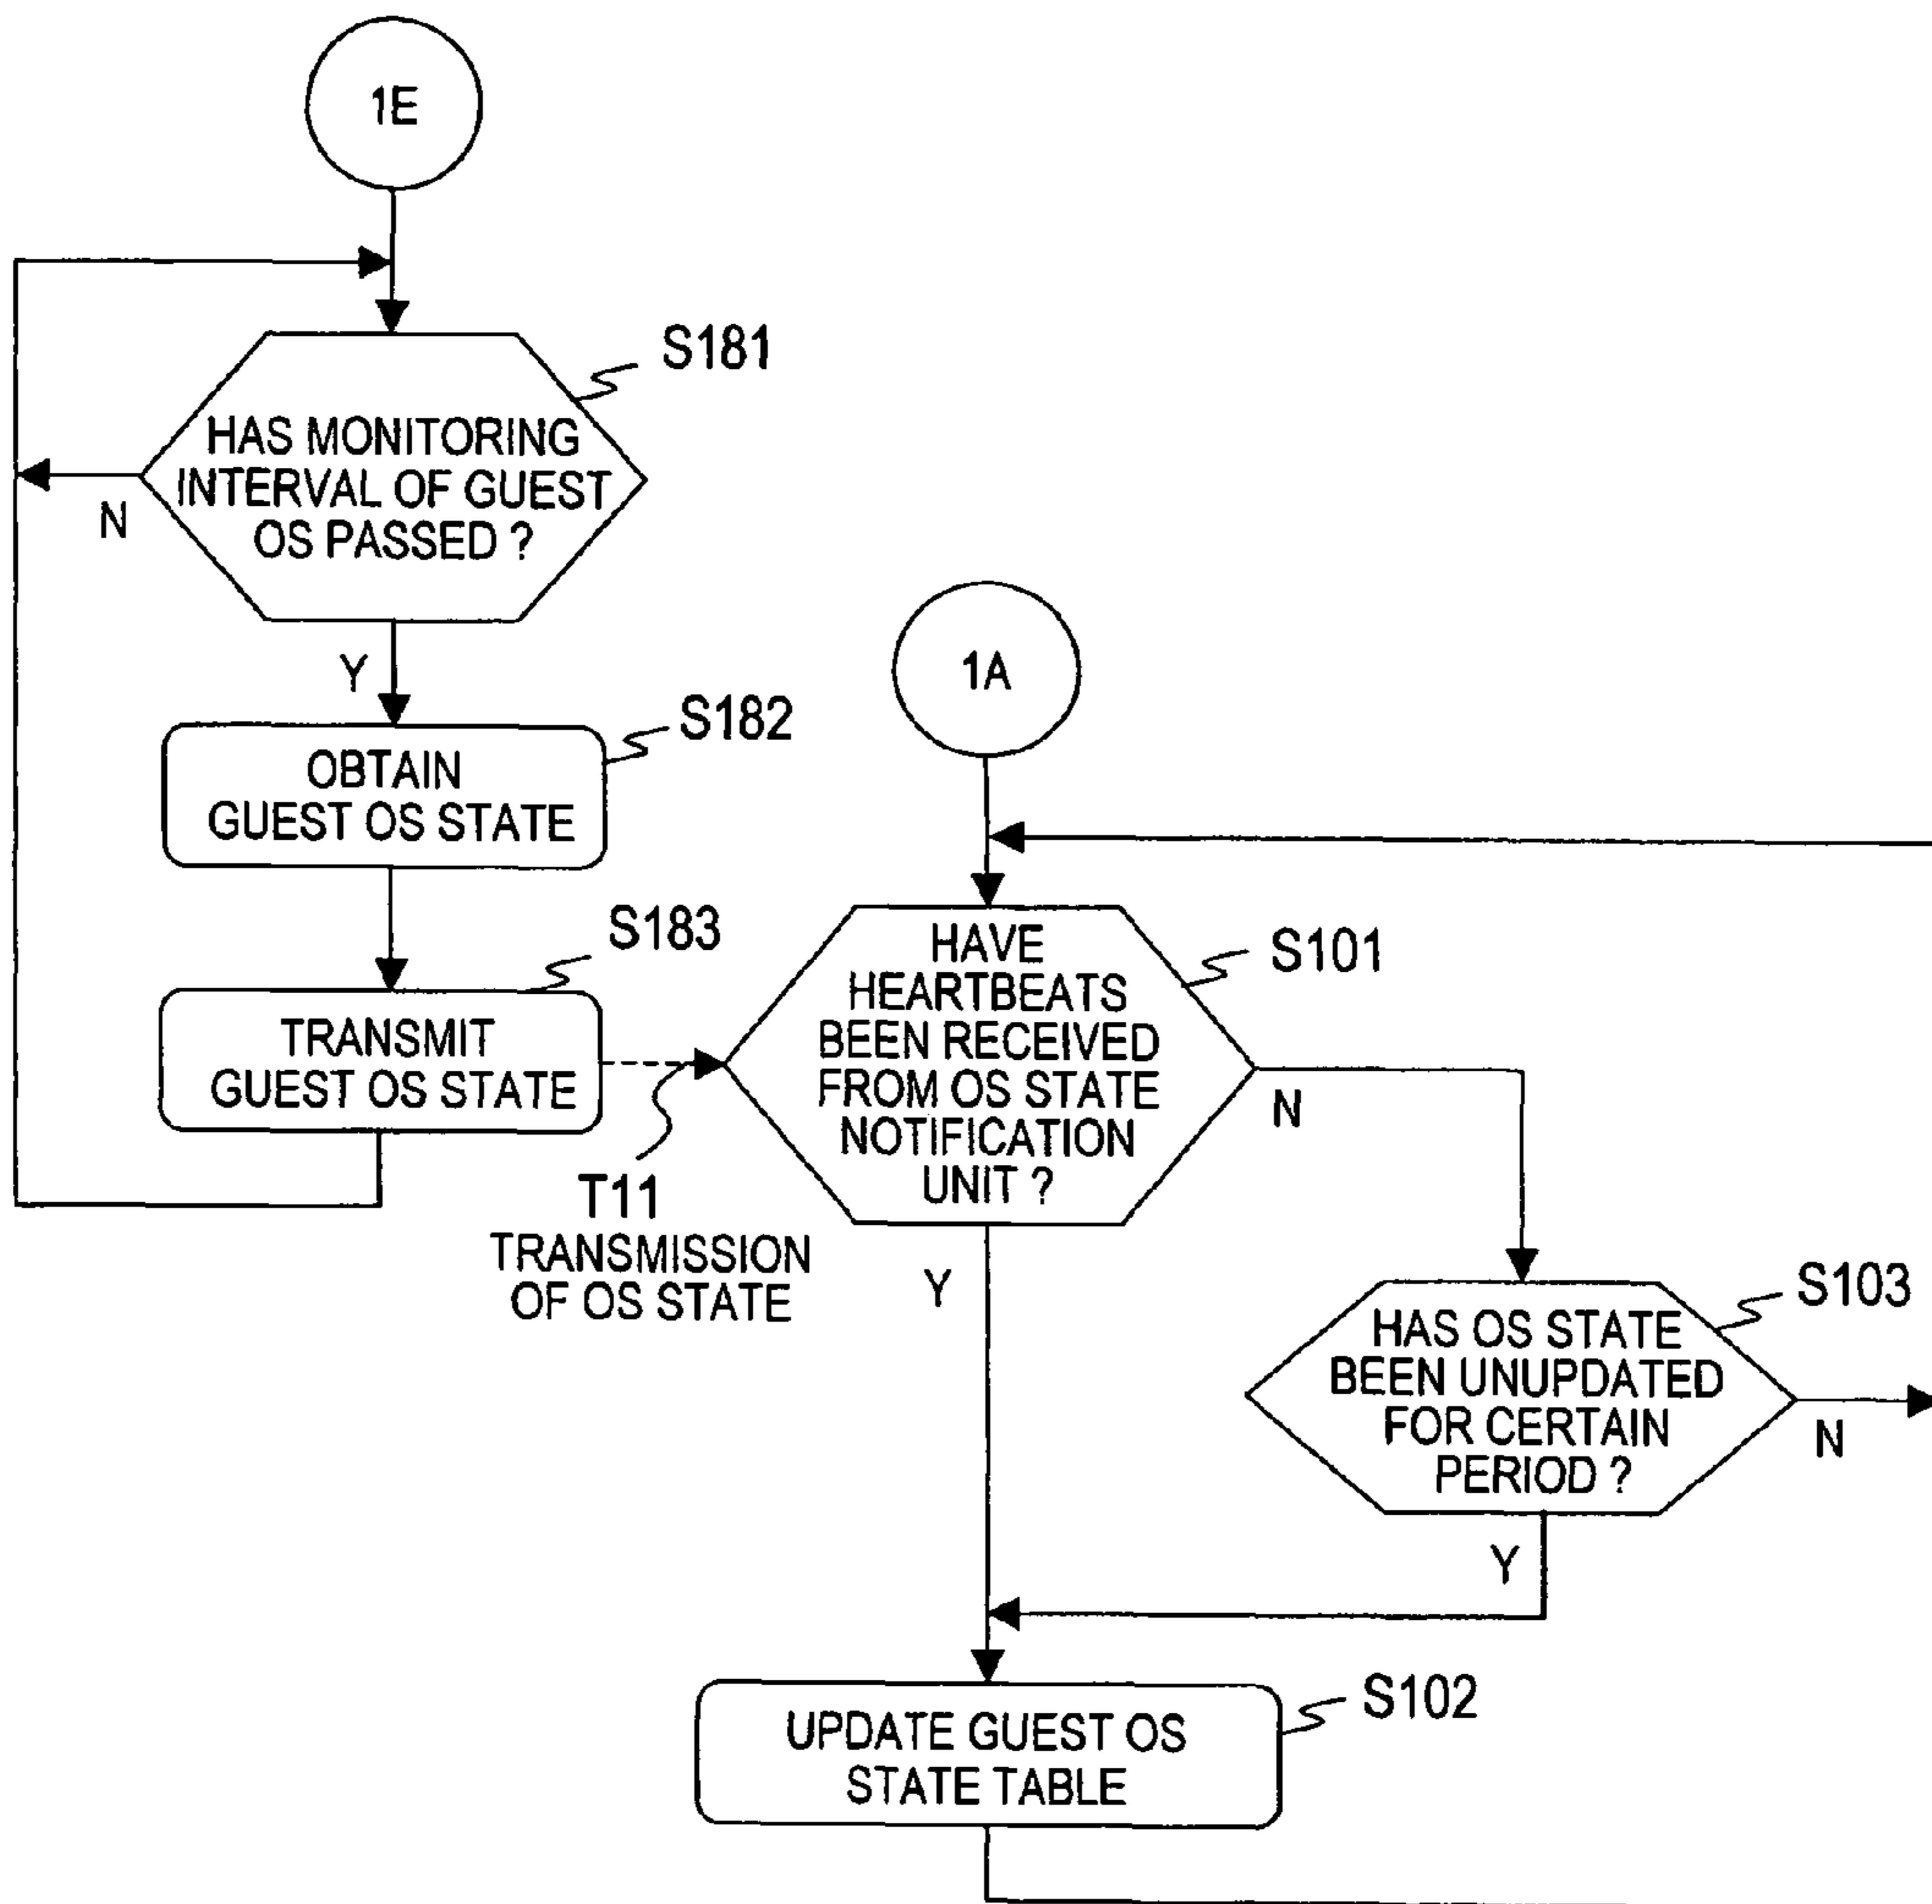 1E
S181
HAS MONITORING
INTERVAL OF GUEST
OS PASSED ?
N
Y
S182
OBTAIN
GUEST OS STATE
S183
TRANSMIT
GUEST OS STATE
T11
TRANSMISSION
OF OS STATE
1A
S101
HAVE
HEARTBEATS
BEEN RECEIVED
FROM OS STATE
NOTIFICATION
UNIT ?
N
Y
S103
HAS OS STATE
BEEN UNUPDATED
FOR CERTAIN
PERIOD ?
N
Y
S102
UPDATE GUEST OS
STATE TABLE